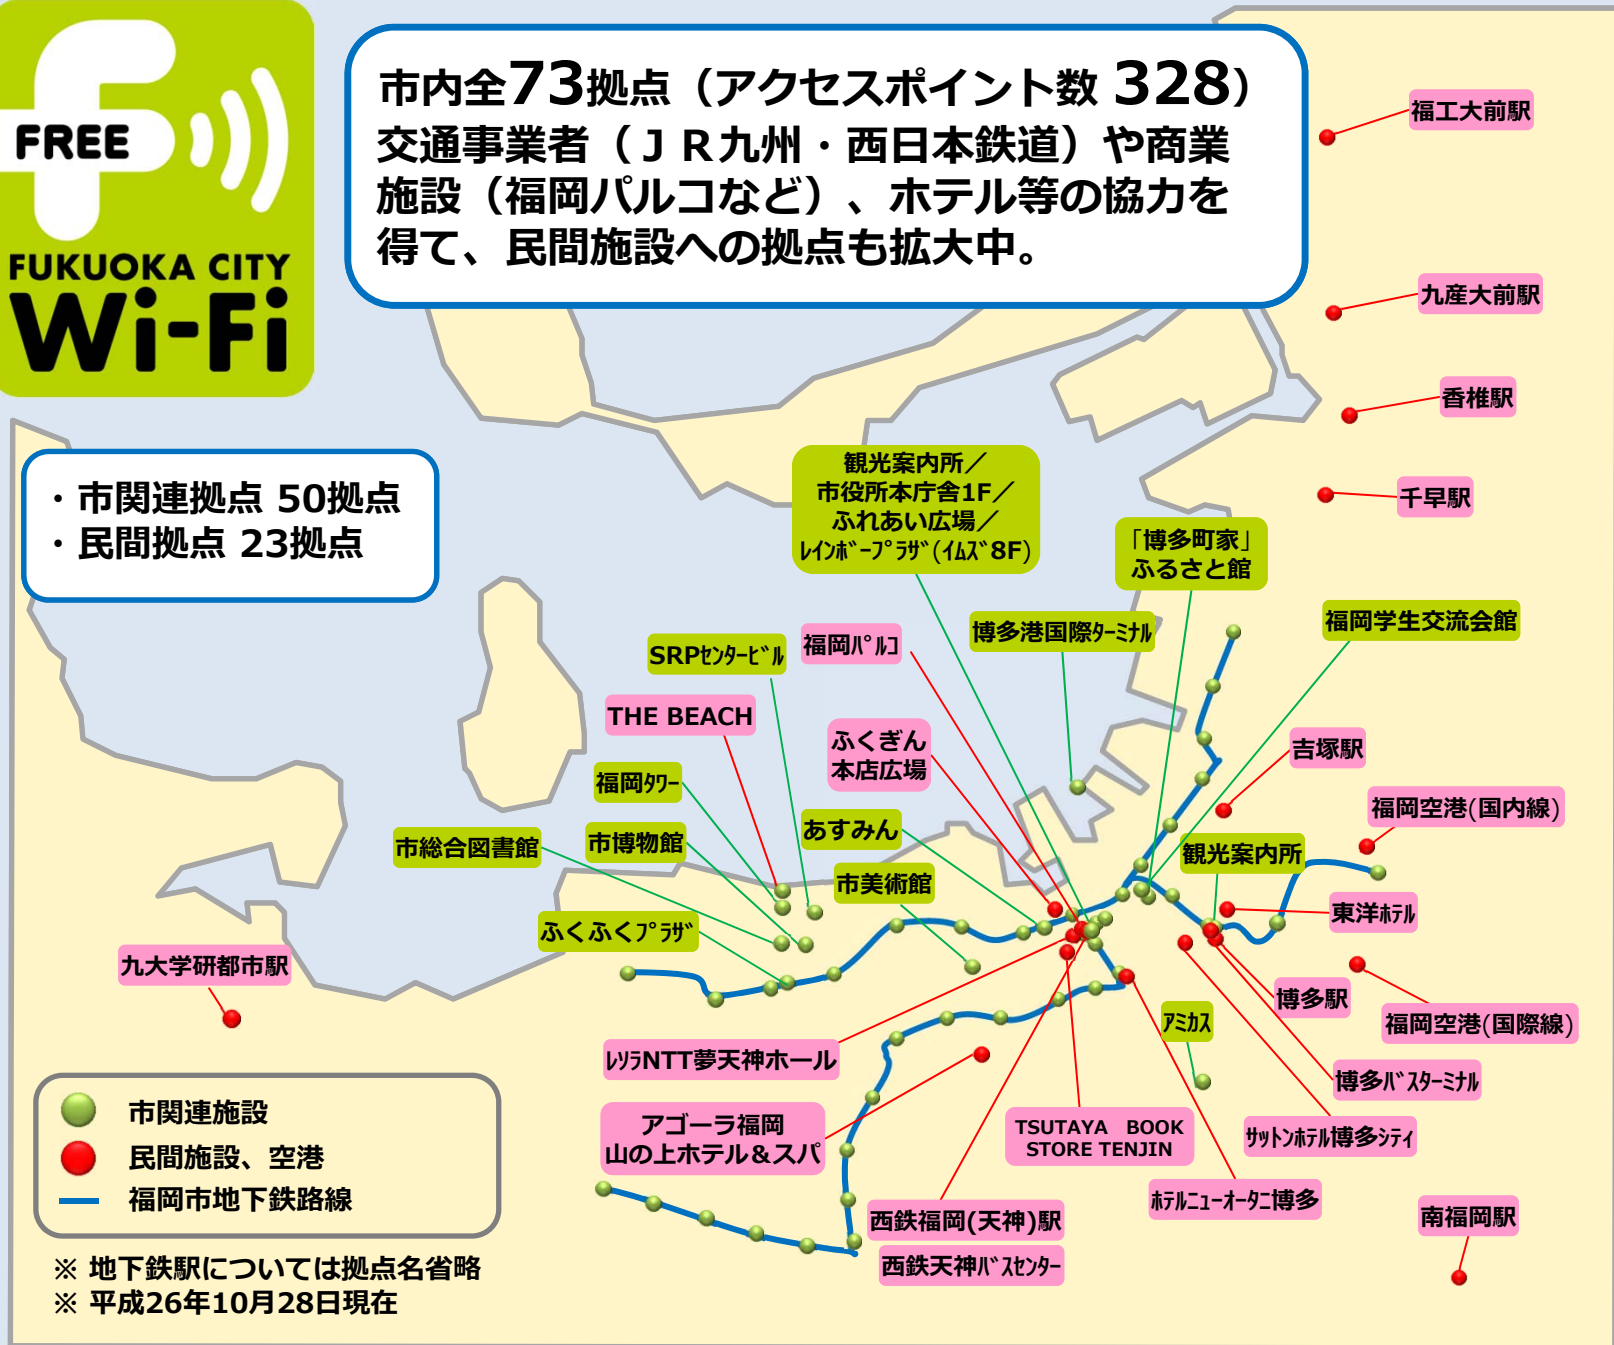 FREE
FUKUOKA CITY
Wi-Fi
市内全73拠点（アクセスポイント数 328）
交通事業者（ＪＲ九州・西日本鉄道）や商業
施設（福岡パルコなど）、ホテル等の協力を
得て、民間施設への拠点も拡大中。
・市関連拠点 50拠点
・民間拠点 23拠点
福工大前駅
九産大前駅
香椎駅
千早駅
観光案内所／
市役所本庁舎1F／
ふれあい広場／
ﾚｲﾝﾎﾞｰﾌﾟﾗｻﾞ(ｲﾑｽﾞ8F)
「博多町家」
ふるさと館
福岡学生交流会館
博多港国際ﾀｰﾐﾅﾙ
福岡ﾊﾟﾙｺ
SRPｾﾝﾀｰﾋﾞﾙ
THE BEACH
ふくぎん
本店広場
吉塚駅
福岡ﾀﾜｰ
福岡空港(国内線)
あすみん
市博物館
市総合図書館
観光案内所
市美術館
東洋ﾎﾃﾙ
ふくふくﾌﾟﾗｻﾞ
九大学研都市駅
博多駅
福岡空港(国際線)
ｱﾐｶｽ
ﾚｿﾗNTT夢天神ホール
博多ﾊﾞｽﾀｰﾐﾅﾙ
アゴーラ福岡
山の上ホテル＆スパ
TSUTAYA BOOK
STORE TENJIN
ｻｯﾄﾝﾎﾃﾙ博多ｼﾃｨ
ﾎﾃﾙﾆｭｰｵｰﾀﾆ博多
西鉄福岡(天神)駅
西鉄天神ﾊﾞｽｾﾝﾀｰ
南福岡駅
市関連施設
民間施設、空港
福岡市地下鉄路線
※ 地下鉄駅については拠点名省略
※ 平成26年10月28日現在